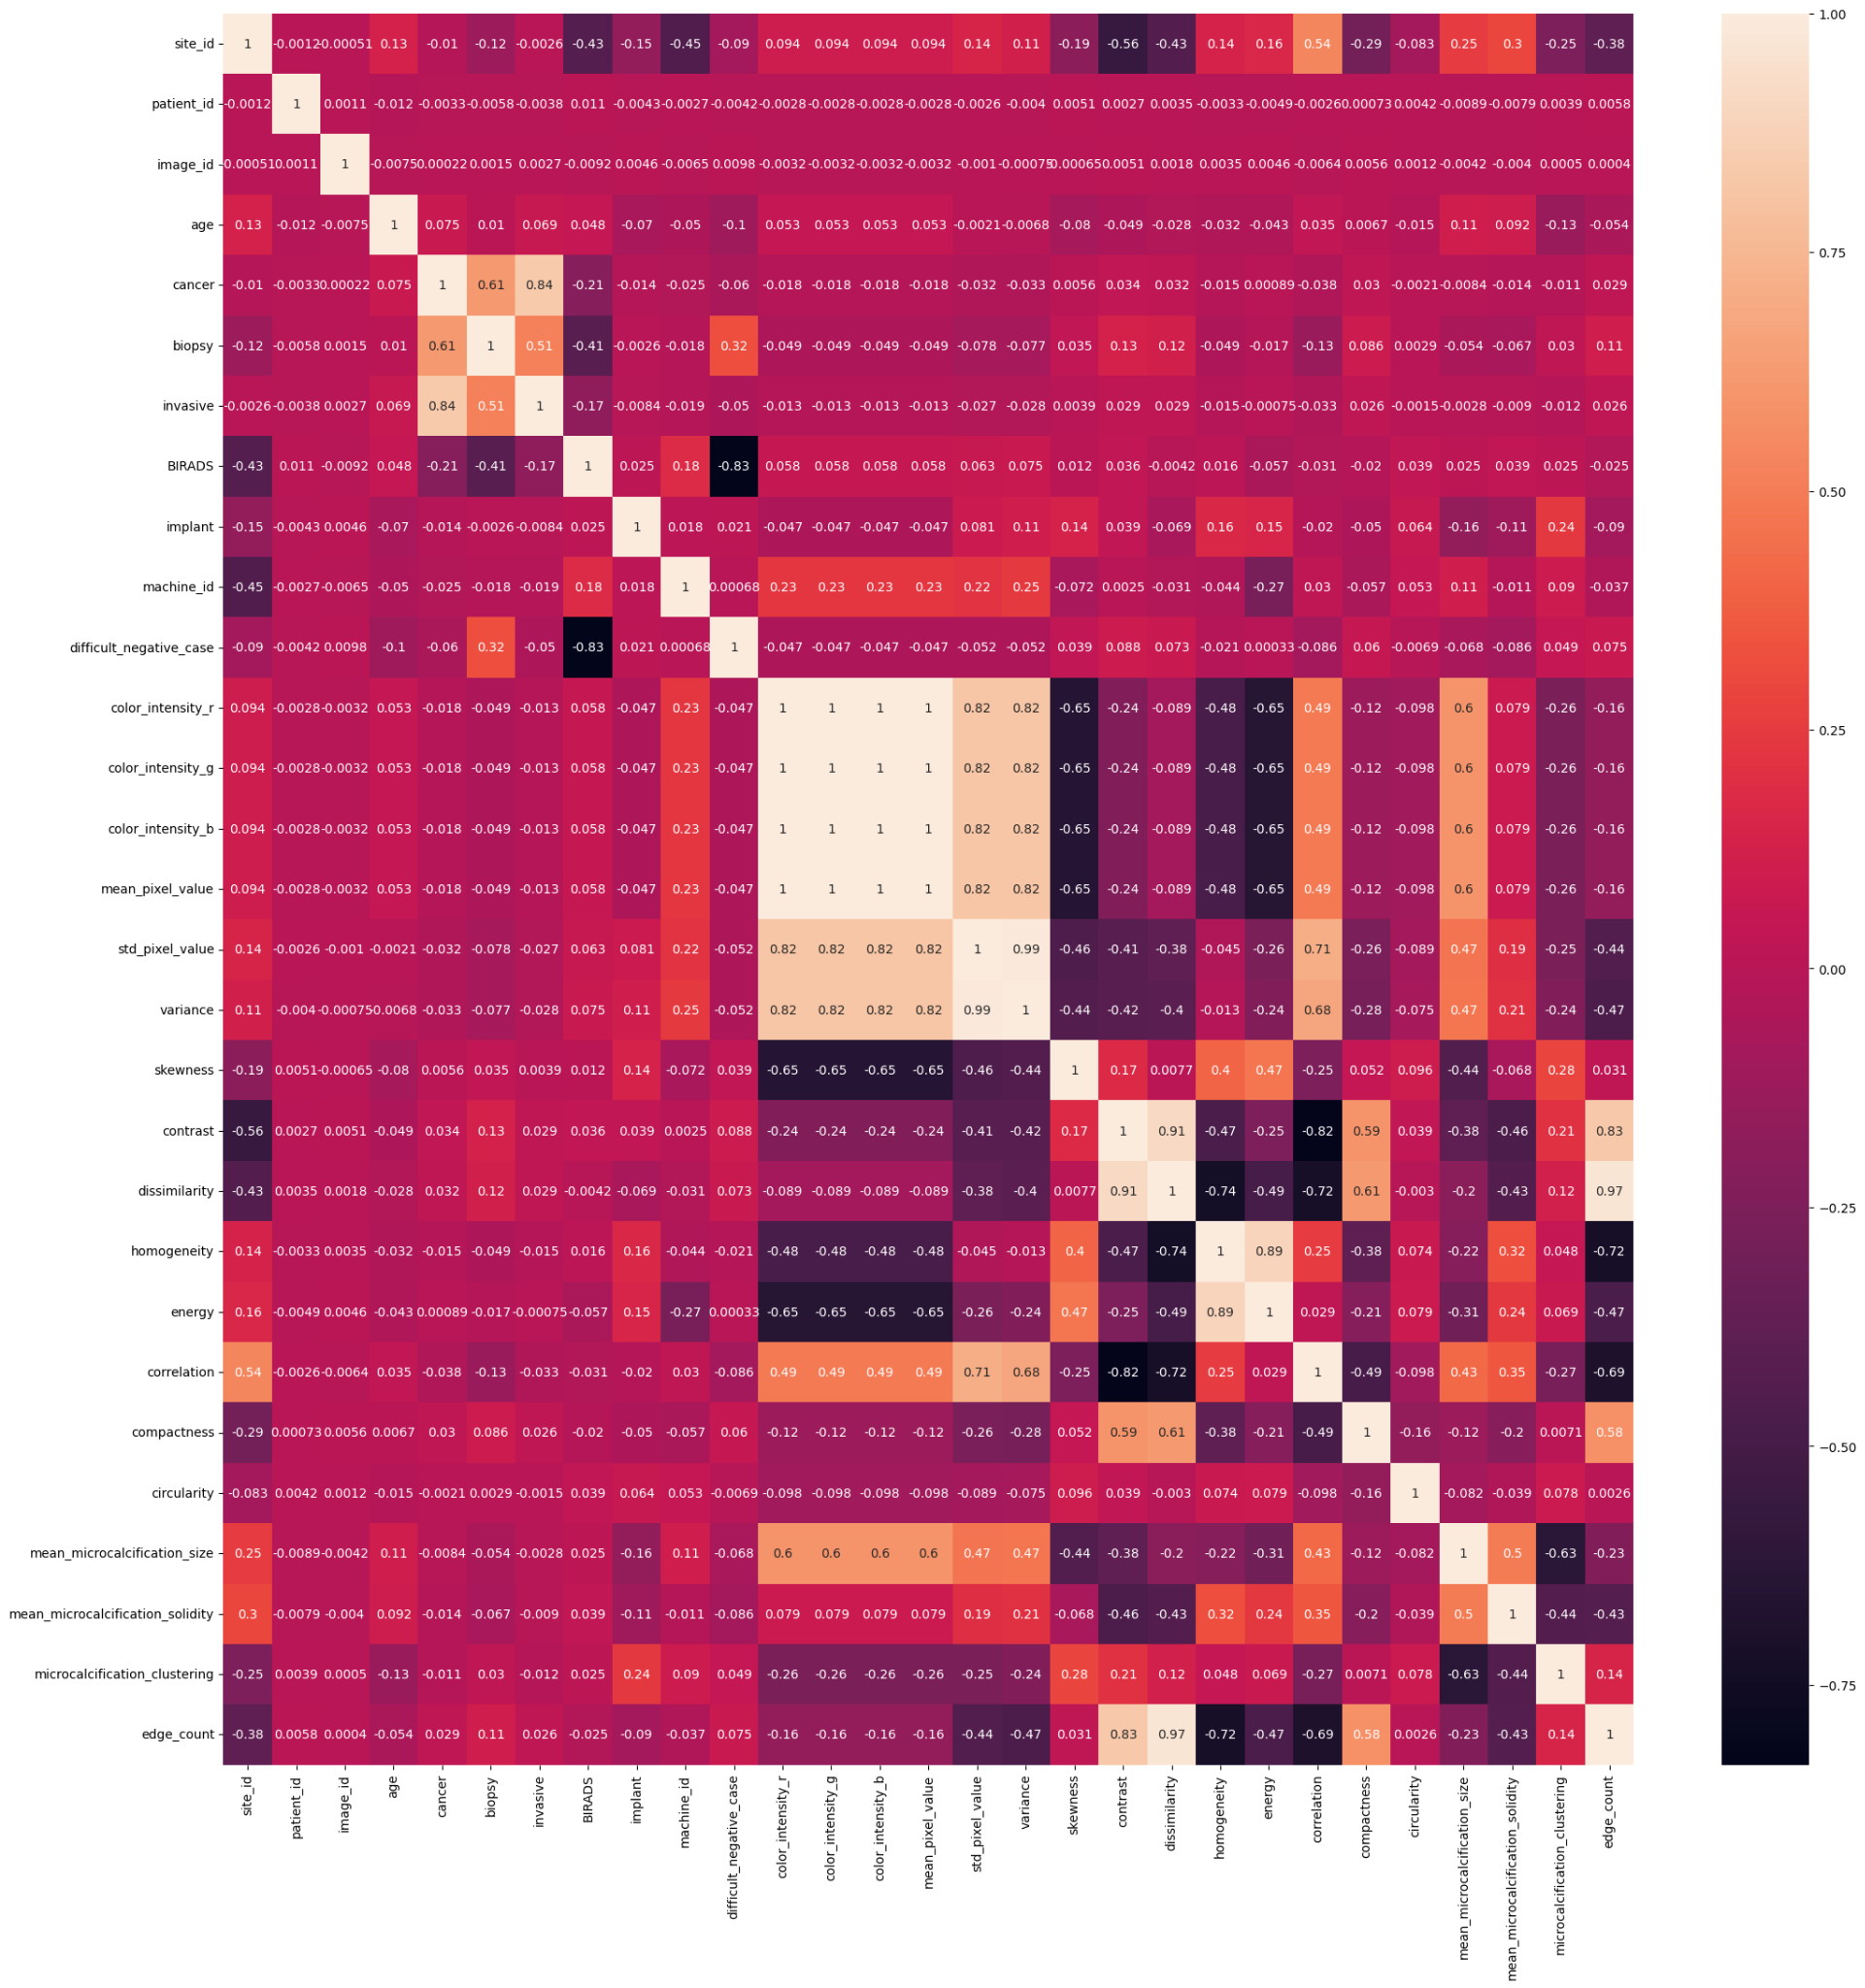 site_id 1 -0.0012 -0.00051 0.13 -0.01 -0.12 -0.0026 -0.43 -0.15 -0.45 -0.09 0.094 0.094 0.094 0.094 0.14 0.11 -0.19 -0.56 -0.43 0.14 0.16 0.54 -0.29 -0.083 0.25 0.3 -0.25 -0.38
patient_id -0.0012 1 0.0011 -0.012 -0.0033 -0.0058 -0.0038 0.011 -0.0043 -0.0027 -0.0042 -0.0028 -0.0028 -0.0028 -0.0028 -0.0026 -0.004 0.0051 0.0027 0.0035 -0.0033 -0.0049 -0.0026 0.00073 0.0042 -0.0089 -0.0079 0.0039 0.0058
image_id -0.00051 0.0011 1 -0.0075 0.00022 0.0015 0.0027 -0.0092 0.0046 -0.0065 0.0098 -0.0032 -0.0032 -0.0032 -0.0032 -0.001 -0.00075 -0.00065 0.0051 0.0018 0.0035 0.0046 -0.0064 0.0056 0.0012 -0.0042 -0.004 0.0005 0.0004
age 0.13 -0.012 -0.0075 1 0.075 0.01 0.069 0.048 -0.07 -0.05 -0.1 0.053 0.053 0.053 0.053 -0.0021 -0.0068 -0.08 -0.049 -0.028 -0.032 -0.043 0.035 0.0067 -0.015 0.11 0.092 -0.13 -0.054
cancer -0.01 -0.0033 0.00022 0.075 1 0.61 0.84 -0.21 -0.014 -0.025 -0.06 -0.018 -0.018 -0.018 -0.018 -0.032 -0.033 0.0056 0.034 0.032 -0.015 0.00089 -0.038 0.03 -0.0021 -0.0084 -0.014 -0.011 0.029
biopsy -0.12 -0.0058 0.0015 0.01 0.61 1 0.51 -0.41 -0.0026 -0.018 0.32 -0.049 -0.049 -0.049 -0.049 -0.078 -0.077 0.035 0.13 0.12 -0.049 -0.017 -0.13 0.086 0.0029 -0.054 -0.067 0.03 0.11
invasive -0.0026 -0.0038 0.0027 0.069 0.84 0.51 1 -0.17 -0.0084 -0.019 -0.05 -0.013 -0.013 -0.013 -0.013 -0.027 -0.028 0.0039 0.029 0.029 -0.015 -0.00075 -0.033 0.026 -0.0015 -0.0028 -0.009 -0.012 0.026
BIRADS -0.43 0.011 -0.0092 0.048 -0.21 -0.41 -0.17 1 0.025 0.18 -0.83 0.058 0.058 0.058 0.058 0.063 0.075 0.012 0.036 -0.0042 0.016 -0.057 -0.031 -0.02 0.039 0.025 0.039 0.025 -0.025
implant -0.15 -0.0043 0.0046 -0.07 -0.014 -0.0026 -0.0084 0.025 1 0.018 0.021 -0.047 -0.047 -0.047 -0.047 0.081 0.11 0.14 0.039 -0.069 0.16 0.15 -0.02 -0.05 0.064 -0.16 -0.11 0.24 -0.09
machine_id -0.45 -0.0027 -0.0065 -0.05 -0.025 -0.018 -0.019 0.18 0.018 1 0.00068 0.23 0.23 0.23 0.23 0.22 0.25 -0.072 0.0025 -0.031 -0.044 -0.27 0.03 -0.057 0.053 0.11 -0.011 0.09 -0.037
difficult_negative_case -0.09 -0.0042 0.0098 -0.1 -0.06 0.32 -0.05 -0.83 0.021 0.00068 1 -0.047 -0.047 -0.047 -0.047 -0.052 -0.052 0.039 0.088 0.073 -0.021 0.00033 -0.086 0.06 -0.0069 -0.068 -0.086 0.049 0.075
color_intensity_r 0.094 -0.0028 -0.0032 0.053 -0.018 -0.049 -0.013 0.058 -0.047 0.23 -0.047 1 1 1 1 0.82 0.82 -0.65 -0.24 -0.089 -0.48 -0.65 0.49 -0.12 -0.098 0.6 0.079 -0.26 -0.16
color_intensity_g 0.094 -0.0028 -0.0032 0.053 -0.018 -0.049 -0.013 0.058 -0.047 0.23 -0.047 1 1 1 1 0.82 0.82 -0.65 -0.24 -0.089 -0.48 -0.65 0.49 -0.12 -0.098 0.6 0.079 -0.26 -0.16
color_intensity_b 0.094 -0.0028 -0.0032 0.053 -0.018 -0.049 -0.013 0.058 -0.047 0.23 -0.047 1 1 1 1 0.82 0.82 -0.65 -0.24 -0.089 -0.48 -0.65 0.49 -0.12 -0.098 0.6 0.079 -0.26 -0.16
mean_pixel_value 0.094 -0.0028 -0.0032 0.053 -0.018 -0.049 -0.013 0.058 -0.047 0.23 -0.047 1 1 1 1 0.82 0.82 -0.65 -0.24 -0.089 -0.48 -0.65 0.49 -0.12 -0.098 0.6 0.079 -0.26 -0.16
std_pixel_value 0.14 -0.0026 -0.001 -0.0021 -0.032 -0.078 -0.027 0.063 0.081 0.22 -0.052 0.82 0.82 0.82 0.82 1 0.99 -0.46 -0.41 -0.38 -0.045 -0.26 0.71 -0.26 -0.089 0.47 0.19 -0.25 -0.44
variance 0.11 -0.004 -0.00075 -0.0068 -0.033 -0.077 -0.028 0.075 0.11 0.25 -0.052 0.82 0.82 0.82 0.82 0.99 1 -0.44 -0.42 -0.4 -0.013 -0.24 0.68 -0.28 -0.075 0.47 0.21 -0.24 -0.47
skewness -0.19 0.0051 -0.00065 -0.08 0.0056 0.035 0.0039 0.012 0.14 -0.072 0.039 -0.65 -0.65 -0.65 -0.65 -0.46 -0.44 1 0.17 0.0077 0.4 0.47 -0.25 0.052 0.096 -0.44 -0.068 0.28 0.031
contrast -0.56 0.0027 0.0051 -0.049 0.034 0.13 0.029 0.036 0.039 0.0025 0.088 -0.24 -0.24 -0.24 -0.24 -0.41 -0.42 0.17 1 0.91 -0.47 -0.25 -0.82 0.59 0.039 -0.38 -0.46 0.21 0.83
dissimilarity -0.43 0.0035 0.0018 -0.028 0.032 0.12 0.029 -0.0042 -0.069 -0.031 0.073 -0.089 -0.089 -0.089 -0.089 -0.38 -0.4 0.0077 0.91 1 -0.74 -0.49 -0.72 0.61 -0.003 -0.2 -0.43 0.12 0.97
homogeneity 0.14 -0.0033 0.0035 -0.032 -0.015 -0.049 -0.015 0.016 0.16 -0.044 -0.021 -0.48 -0.48 -0.48 -0.48 -0.045 -0.013 0.4 -0.47 -0.74 1 0.89 0.25 -0.38 0.074 -0.22 0.32 0.048 -0.72
energy 0.16 -0.0049 0.0046 -0.043 0.00089 -0.017 -0.00075 -0.057 0.15 -0.27 0.00033 -0.65 -0.65 -0.65 -0.65 -0.26 -0.24 0.47 -0.25 -0.49 0.89 1 0.029 -0.21 0.079 -0.31 0.24 0.069 -0.47
correlation 0.54 -0.0026 -0.0064 0.035 -0.038 -0.13 -0.033 -0.031 -0.02 0.03 -0.086 0.49 0.49 0.49 0.49 0.71 0.68 -0.25 -0.82 -0.72 0.25 0.029 1 -0.49 -0.098 0.43 0.35 -0.27 -0.69
compactness -0.29 0.00073 0.0056 0.0067 0.03 0.086 0.026 -0.02 -0.05 -0.057 0.06 -0.12 -0.12 -0.12 -0.12 -0.26 -0.28 0.052 0.59 0.61 -0.38 -0.21 -0.49 1 -0.16 -0.12 -0.2 0.0071 0.58
circularity -0.083 0.0042 0.0012 -0.015 -0.0021 0.0029 -0.0015 0.039 0.064 0.053 -0.0069 -0.098 -0.098 -0.098 -0.098 -0.089 -0.075 0.096 0.039 -0.003 0.074 0.079 -0.098 -0.16 1 -0.082 -0.039 0.078 0.0026
mean_microcalcification_size 0.25 -0.0089 -0.0042 0.11 -0.0084 -0.054 -0.0028 0.025 -0.16 0.11 -0.068 0.6 0.6 0.6 0.6 0.47 0.47 -0.44 -0.38 -0.2 -0.22 -0.31 0.43 -0.12 -0.082 1 0.5 -0.63 -0.23
mean_microcalcification_solidity 0.3 -0.0079 -0.004 0.092 -0.014 -0.067 -0.009 0.039 -0.11 -0.011 -0.086 0.079 0.079 0.079 0.079 0.19 0.21 -0.068 -0.46 -0.43 0.32 0.24 0.35 -0.2 -0.039 0.5 1 -0.44 -0.43
microcalcification_clustering -0.25 0.0039 0.0005 -0.13 -0.011 0.03 -0.012 0.025 0.24 0.09 0.049 -0.26 -0.26 -0.26 -0.26 -0.25 -0.24 0.28 0.21 0.12 0.048 0.069 -0.27 0.0071 0.078 -0.63 -0.44 1 0.14
edge_count -0.38 0.0058 0.0004 -0.054 0.029 0.11 0.026 -0.025 -0.09 -0.037 0.075 -0.16 -0.16 -0.16 -0.16 -0.44 -0.47 0.031 0.83 0.97 -0.72 -0.47 -0.69 0.58 0.0026 -0.23 -0.43 0.14 1
site_id
patient_id
image_id
age
cancer
biopsy
invasive
BIRADS
implant
machine_id
difficult_negative_case
color_intensity_r
color_intensity_g
color_intensity_b
mean_pixel_value
std_pixel_value
variance
skewness
contrast
dissimilarity
homogeneity
energy
correlation
compactness
circularity
mean_microcalcification_size
mean_microcalcification_solidity
microcalcification_clustering
edge_count
1.00
0.75
0.50
0.25
0.00
−0.25
−0.50
−0.75